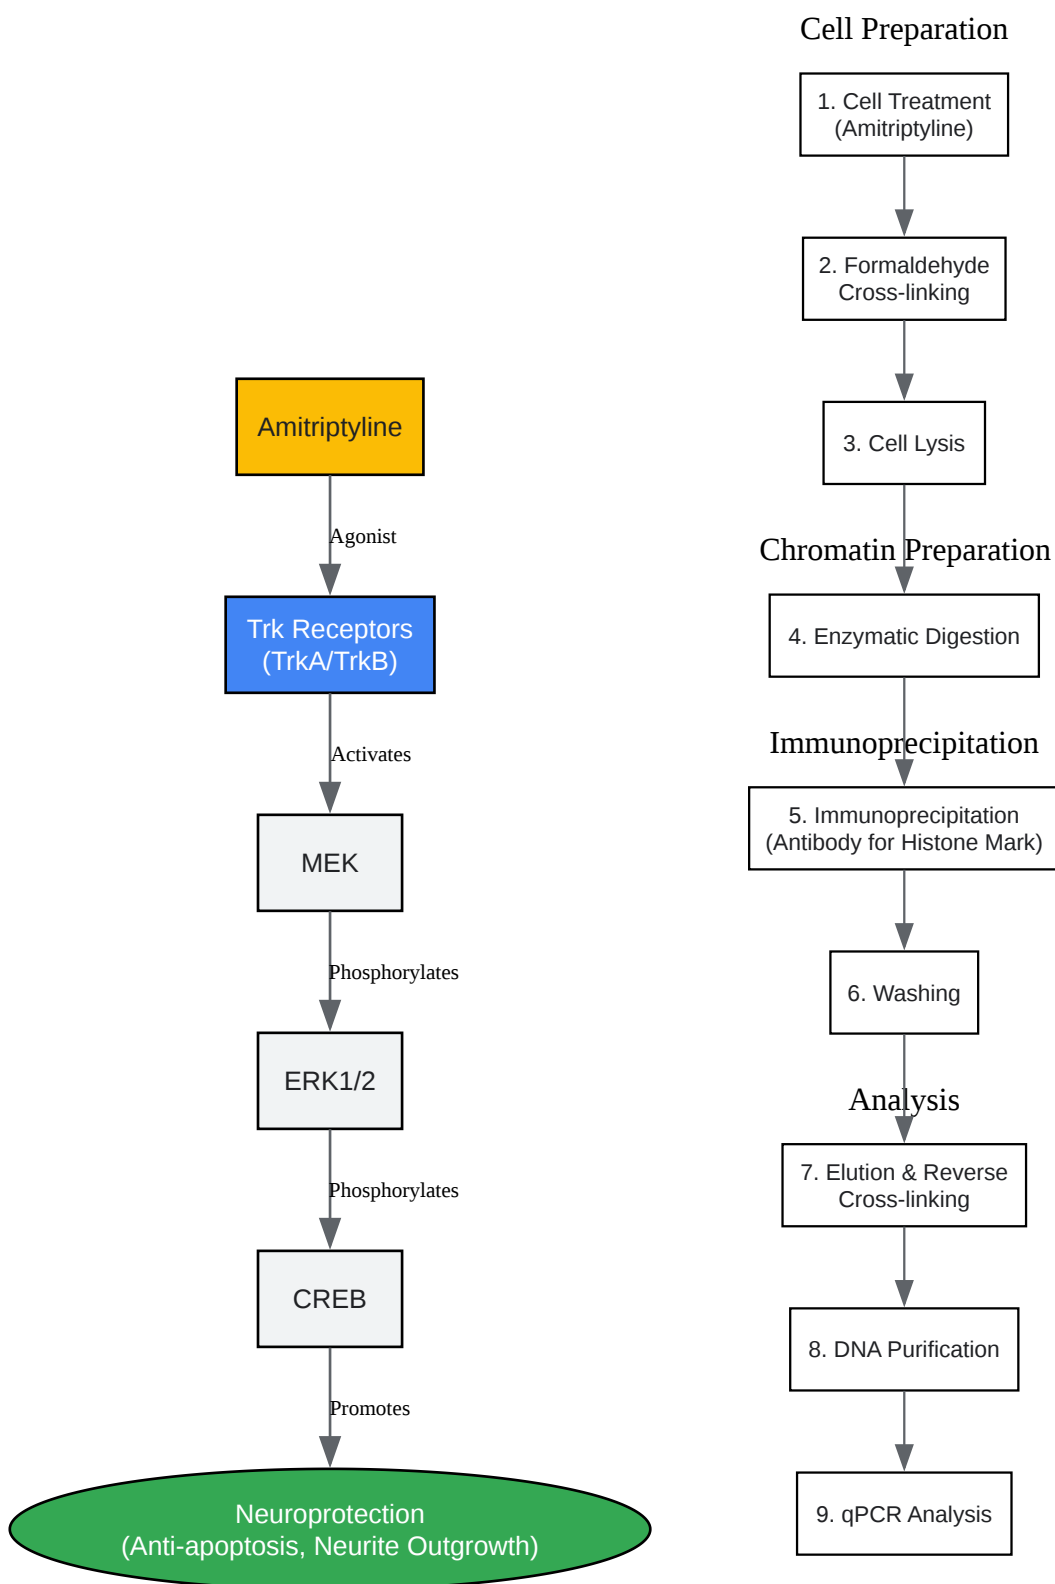 Amitriptyline
Agonist
Trk Receptors
(TrkA/TrkB)
Activates
MEK
Phosphorylates
ERK1/2
Phosphorylates
CREB
Promotes
Neuroprotection
(Anti-apoptosis, Neurite Outgrowth)
Cell Preparation
1. Cell Treatment
(Amitriptyline)
2. Formaldehyde
Cross-linking
3. Cell Lysis
Chromatin Preparation
4. Enzymatic Digestion
Immunoprecipitation
5. Immunoprecipitation
(Antibody for Histone Mark)
6. Washing
Analysis
7. Elution & Reverse
Cross-linking
8. DNA Purification
9. qPCR Analysis